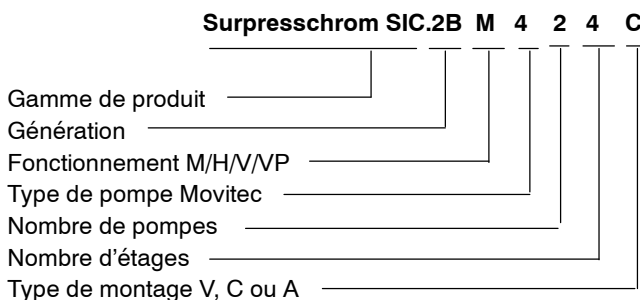 Surpresschrom SIC.2B M 4 2 4 C
Gamme de produit
Génération
Fonctionnement M/H/V/VP
Type de pompe Movitec
Nombre de pompes
Nombre d'étages
Type de montage V, C ou A